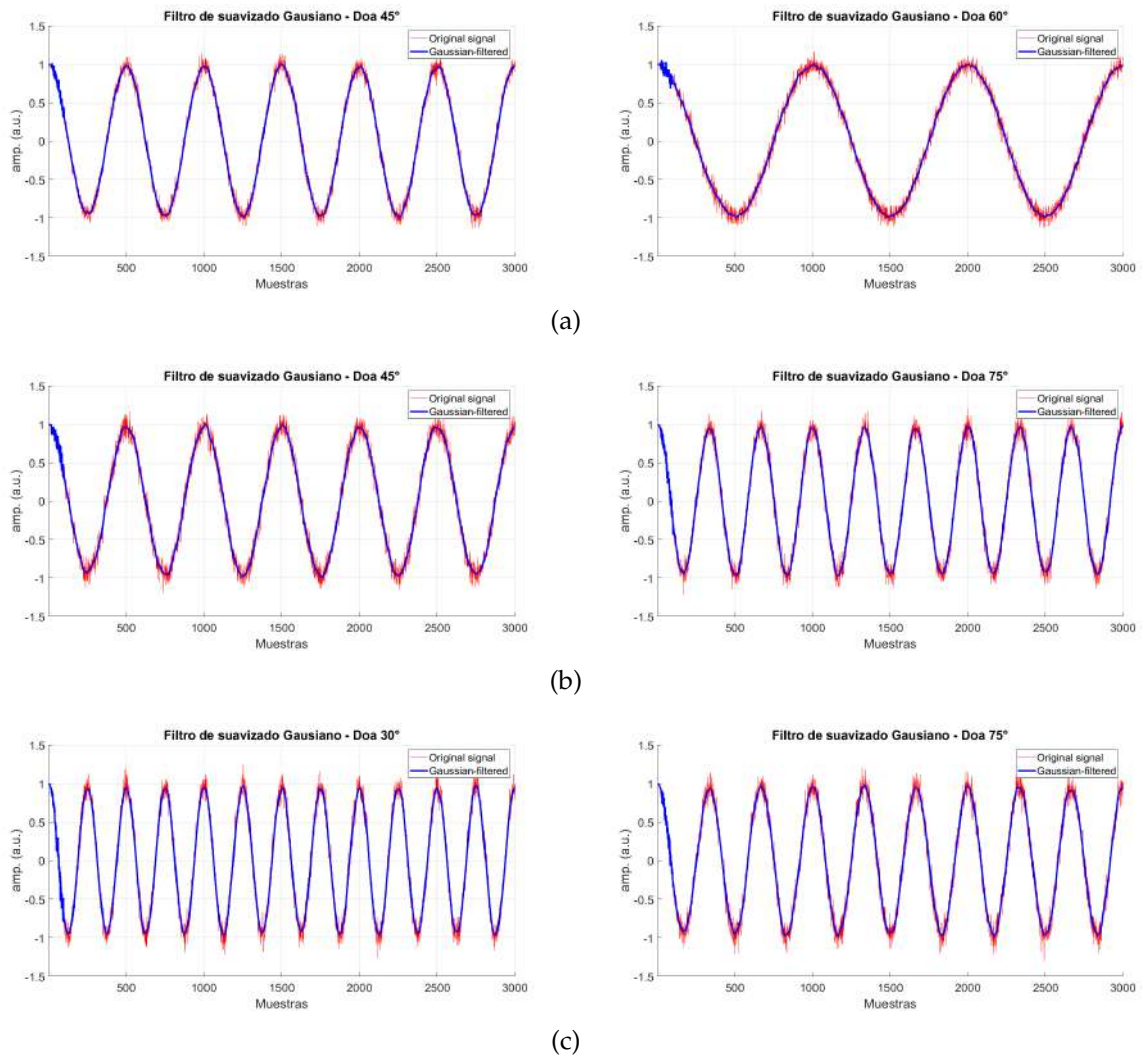 Filtro de suavizado Gausiano - Doa 45°
1.5
1
0.5
0
-0.5
-1
-1.5
amp. (a.u.)
Original signal
Gaussian-filtered
500 1000 1500 2000 2500 3000
Muestras
Filtro de suavizado Gausiano - Doa 60°
1.5
1
0.5
0
-0.5
-1
-1.5
amp. (a.u.)
Original signal
Gaussian-filtered
500 1000 1500 2000 2500 3000
Muestras
(a)
Filtro de suavizado Gausiano - Doa 45°
1.5
1
0.5
0
-0.5
-1
-1.5
amp. (a.u.)
Original signal
Gaussian-filtered
500 1000 1500 2000 2500 3000
Muestras
Filtro de suavizado Gausiano - Doa 75°
1.5
1
0.5
0
-0.5
-1
-1.5
amp. (a.u.)
Original signal
Gaussian-filtered
500 1000 1500 2000 2500 3000
Muestras
(b)
Filtro de suavizado Gausiano - Doa 30°
1.5
1
0.5
0
-0.5
-1
-1.5
amp. (a.u.)
Original signal
Gaussian-filtered
500 1000 1500 2000 2500 3000
Muestras
Filtro de suavizado Gausiano - Doa 75°
1.5
1
0.5
0
-0.5
-1
-1.5
amp. (a.u.)
Original signal
Gaussian-filtered
500 1000 1500 2000 2500 3000
Muestras
(c)